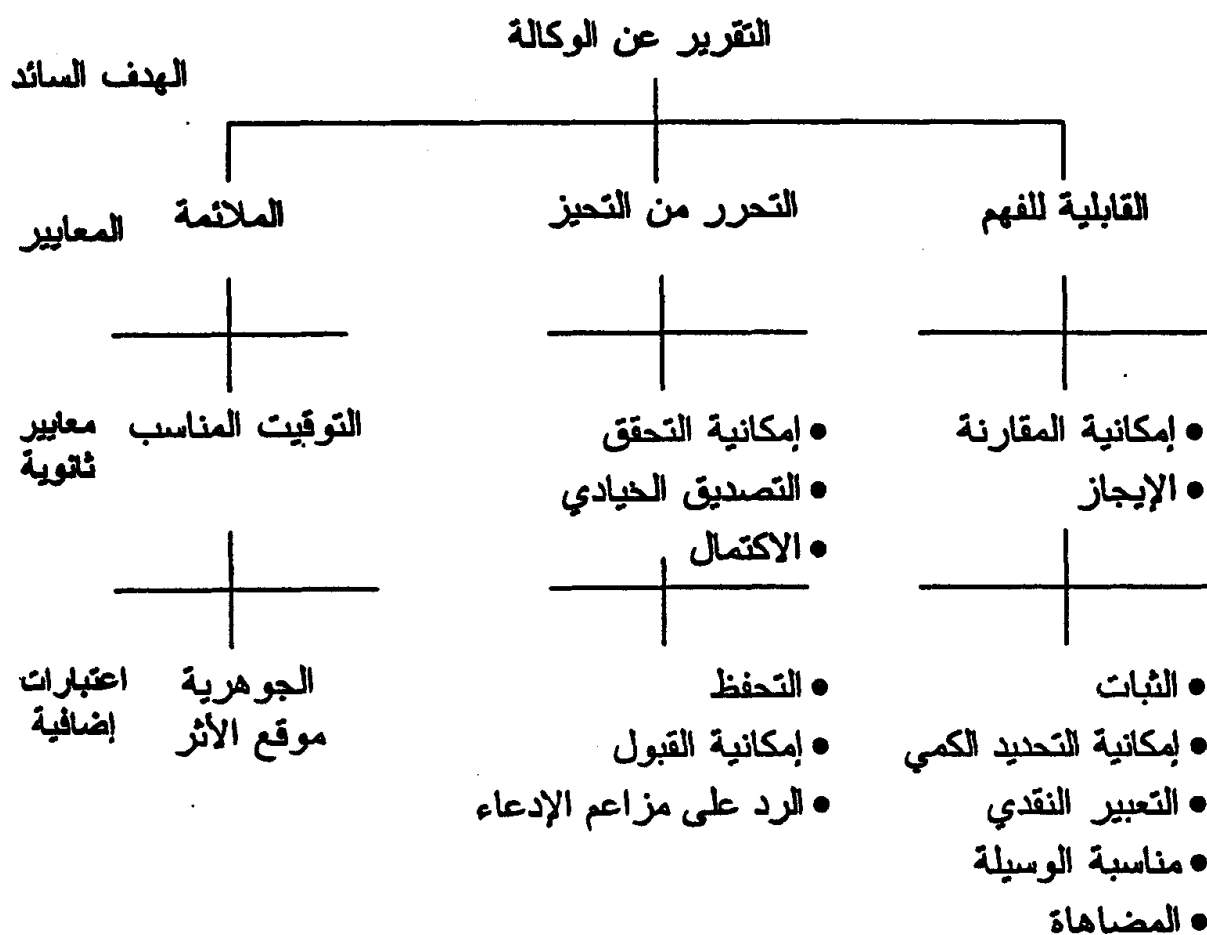 التقرير عن الوكالة
الهدف السائد
القابلية للفهم
التحرر من التحيز
الملائمة
المعايير
• إمكانية المقارنة
• الإيجاز
• إمكانية التحقق
• التصديق الخيادي
• الاكتمال
التوقيت المناسب
معايير
ثانوية
• الثبات
• إمكانية التحديد الكمي
• التعبير النقدي
• مناسبة الوسيلة
• المضاهاة
• التحفظ
• إمكانية القبول
• الرد على مزاعم الإدعاء
الجوهرية
موقع الأثر
اعتبارات
إضافية